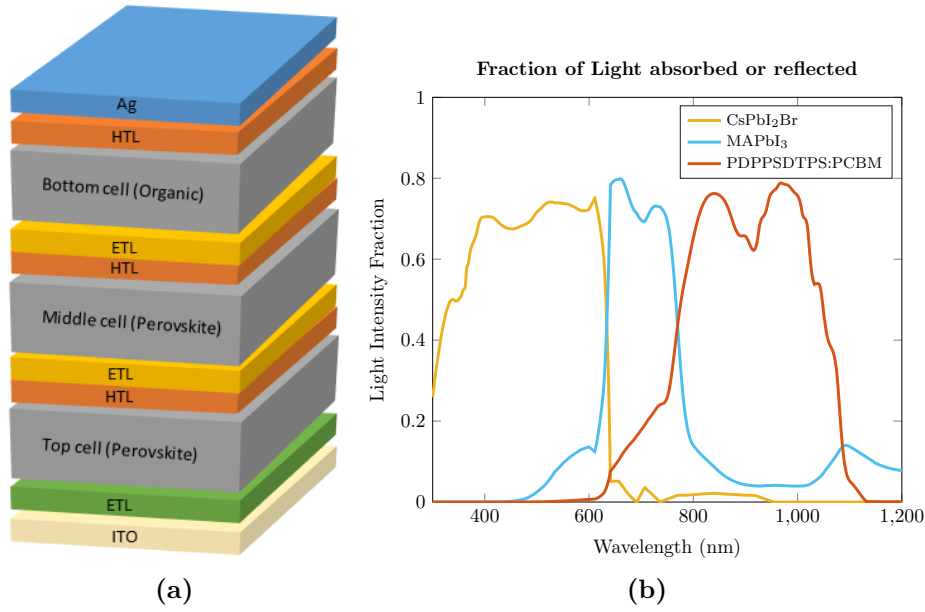 Ag
HTL
Bottom cell (Organic)
ETL
HTL
Middle cell (Perovskite)
ETL
HTL
Top cell (Perovskite)
ETL
ITO
(a)
Fraction of Light absorbed or reflected
CsPbI₂Br
MAPbI₃
PDPPSDTPS:PCBM
Light Intensity Fraction
1
0.8
0.6
0.4
0.2
0
400
600
800
1,000
1,200
Wavelength (nm)
(b)